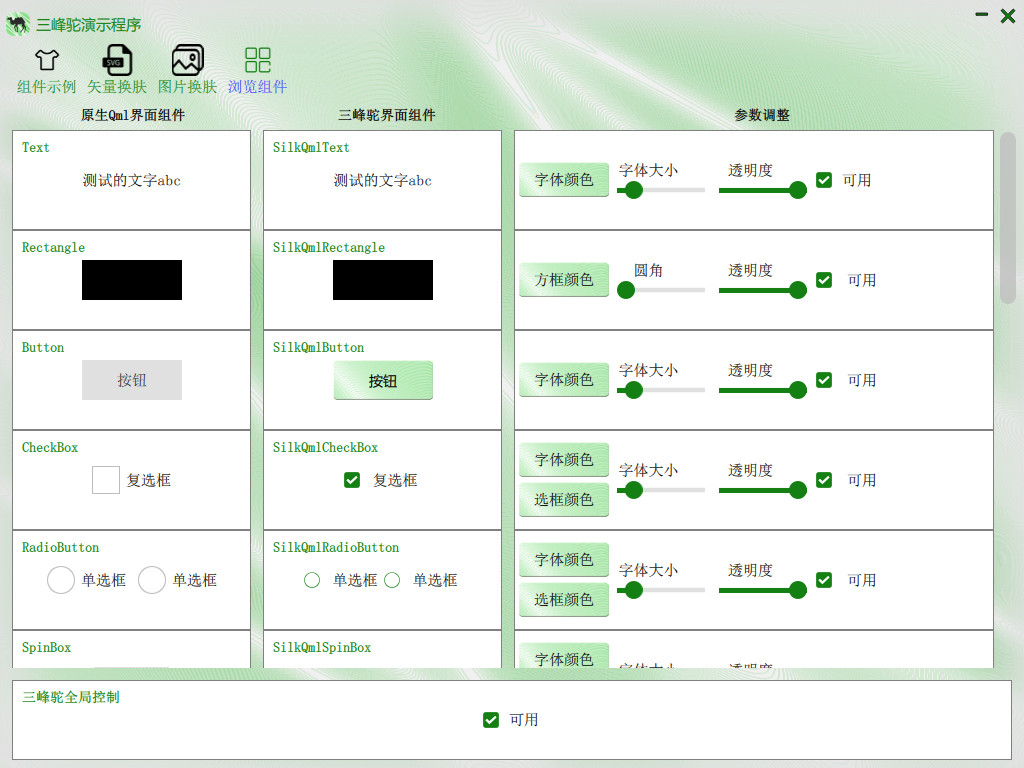 三峰驼演示程序
组件示例 矢量换肤 图片换肤 浏览组件
SVG
原生Qml界面组件 三峰驼界面组件 参数调整
Text SilkQmlText
测试的文字abc 测试的文字abc 字体颜色 字体大小 透明度 可用
Rectangle SilkQmlRectangle
方框颜色 圆角 透明度 可用
Button SilkQmlButton
按钮 按钮 字体颜色 字体大小 透明度 可用
CheckBox SilkQmlCheckBox
复选框 复选框 字体颜色 字体大小 透明度 可用
选框颜色
RadioButton SilkQmlRadioButton
单选框 单选框 单选框 单选框 字体颜色 字体大小 透明度 可用
选框颜色
SpinBox SilkQmlSpinBox
字体颜色 字体大小 透明度
三峰驼全局控制
可用